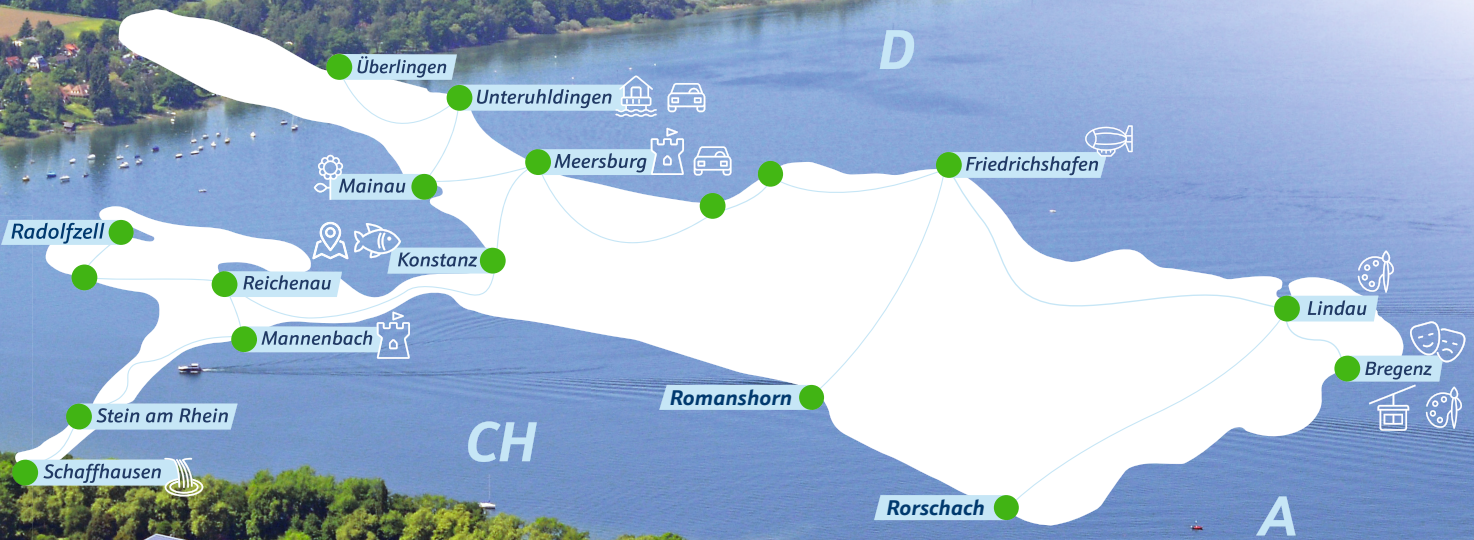 D
Überlingen
Unteruhldingen
Meersburg
Friedrichshafen
Mainau
Radolfzell
Konstanz
Reichenau
Lindau
Mannenbach
Bregenz
Romanshorn
Stein am Rhein
CH
Schaffhausen
Rorschach
A